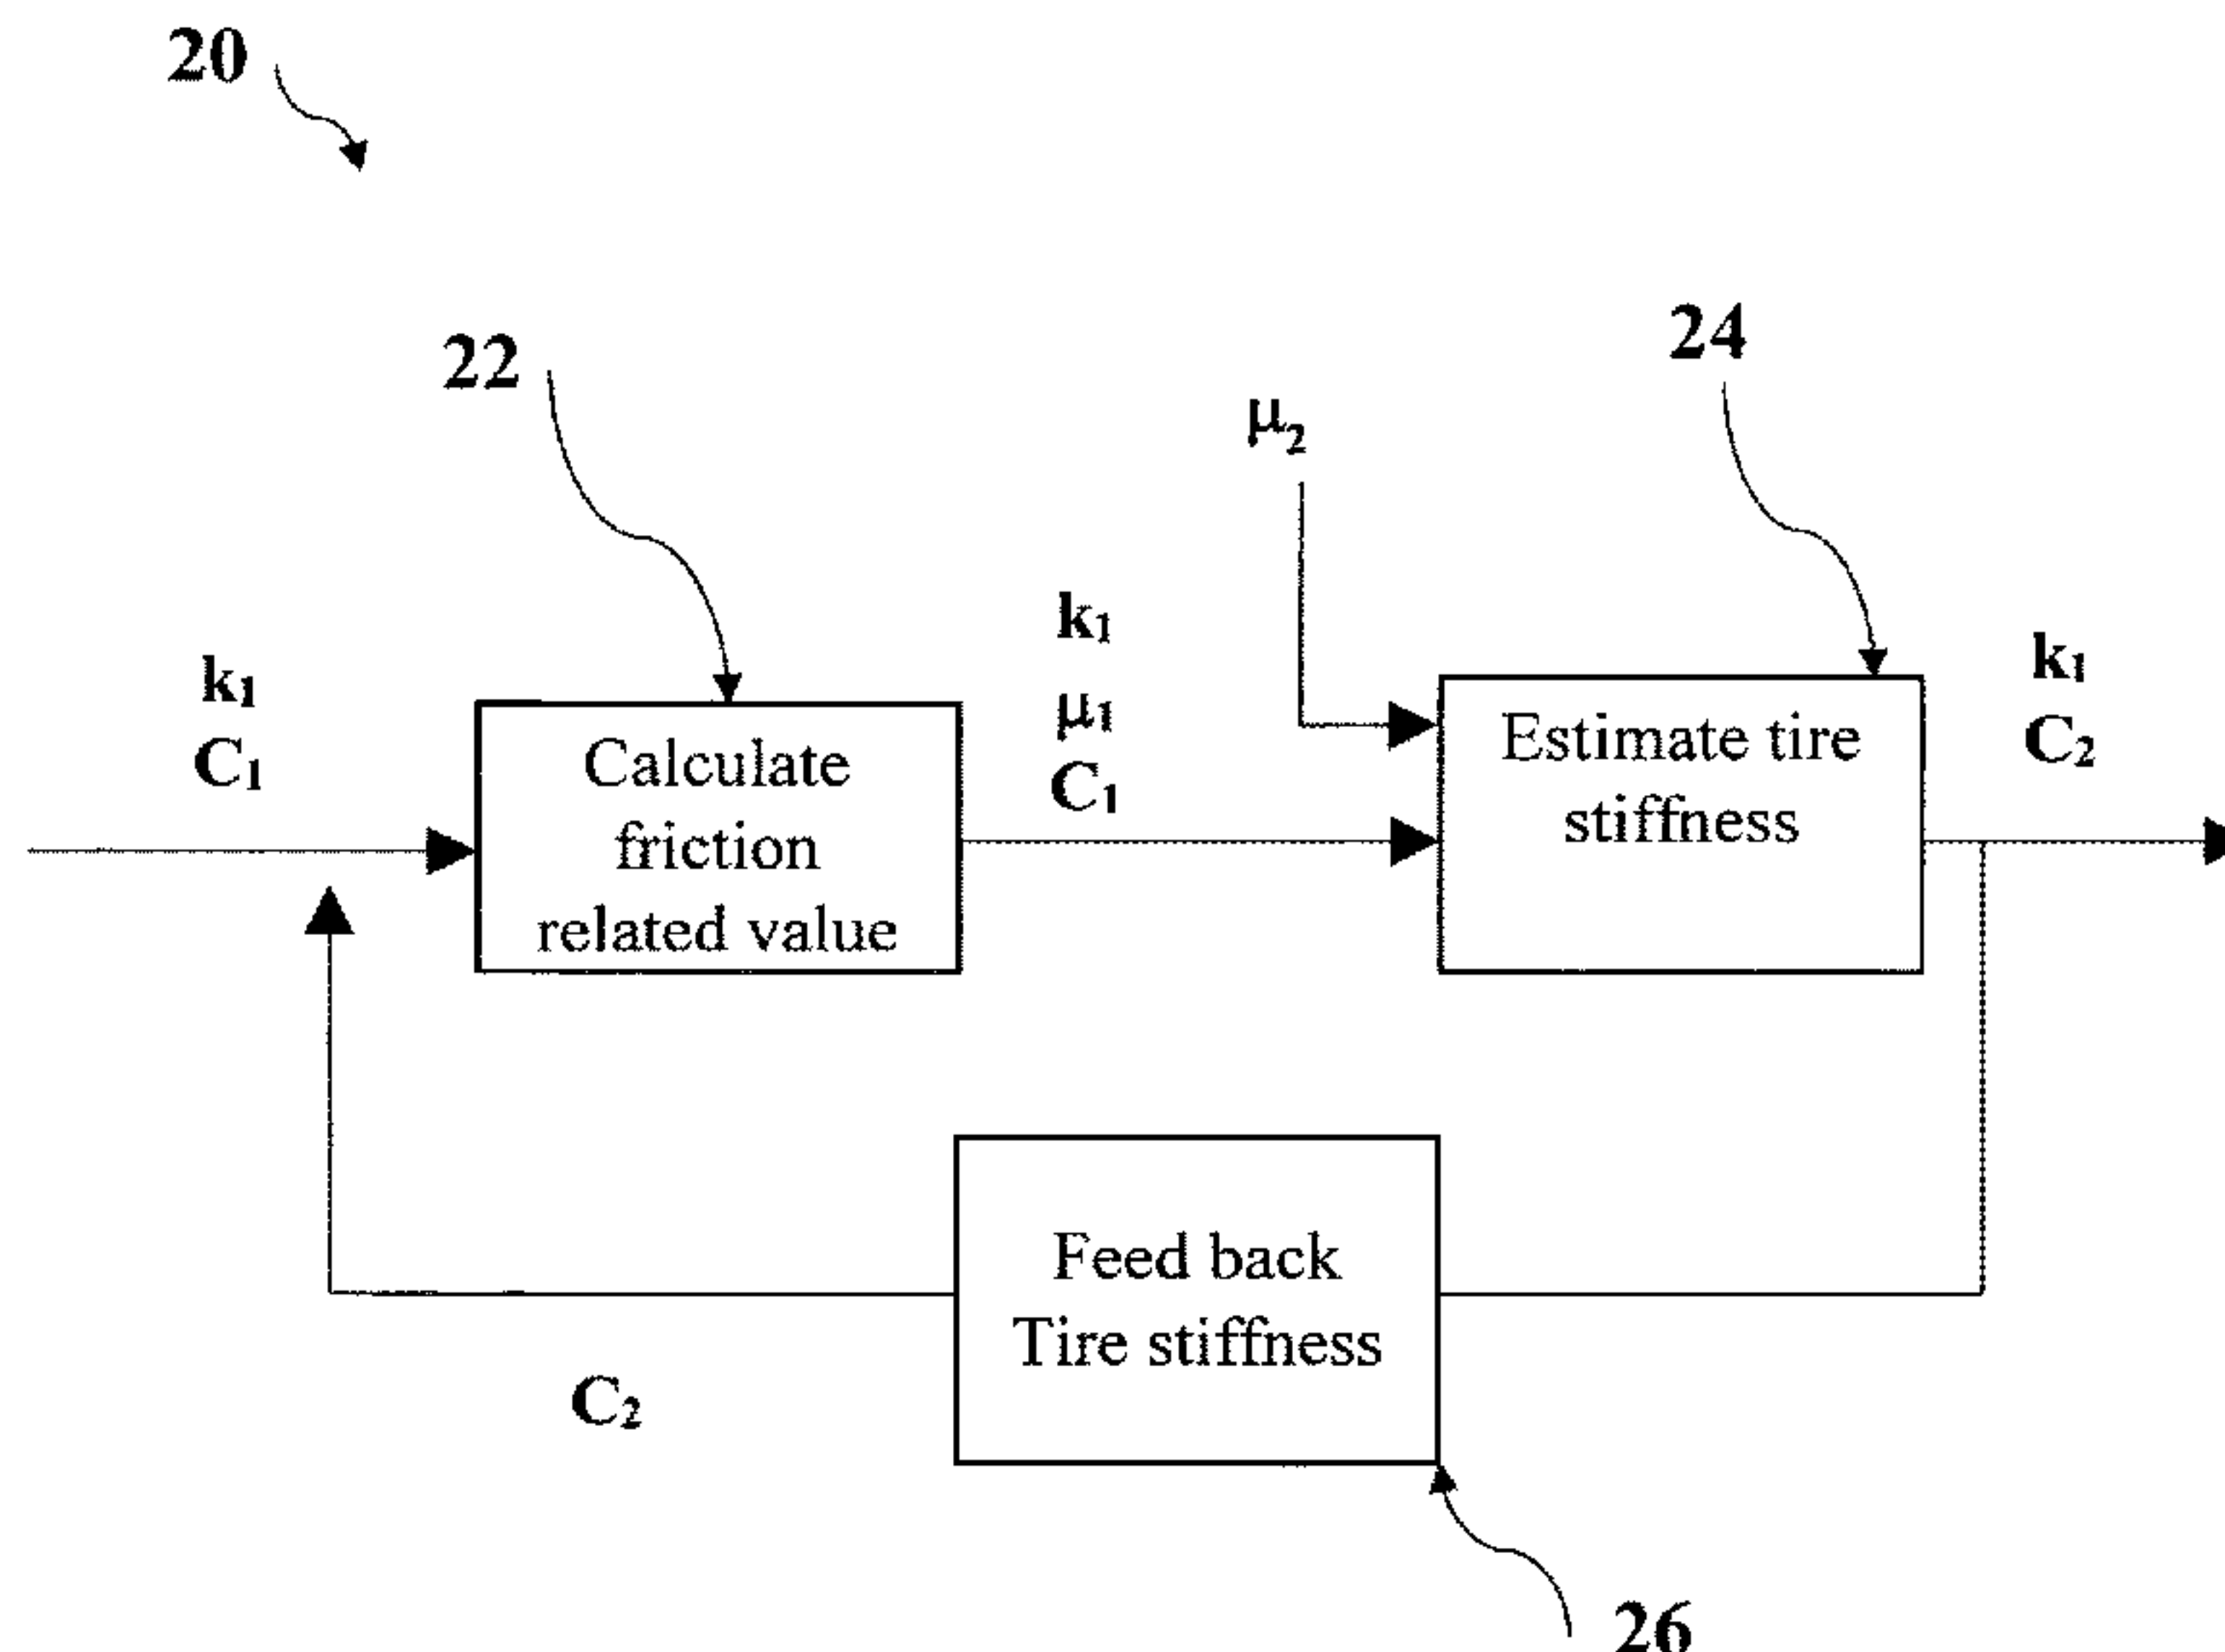 20
22
24
μ₂
k₁
μ₁
C₁
k₁
C₁
k₁
C₂
Calculate
friction
related value
Estimate tire
stiffness
Feed back
Tire stiffness
C₂
26